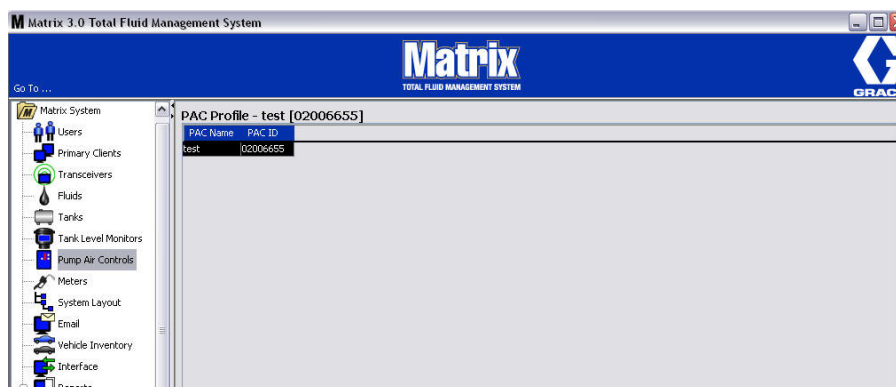 M Matrix 3.0 Total Fluid Management System
Matrix
TOTAL FLUID MANAGEMENT SYSTEM
Go To ...
GRAC
Matrix System
Users
Primary Clients
Transceivers
Fluids
Tanks
Tank Level Monitors
Pump Air Controls
Meters
System Layout
Email
Vehicle Inventory
Interface
Reports
PAC Profile - test [02006655]
PAC Name PAC ID
test 02006655